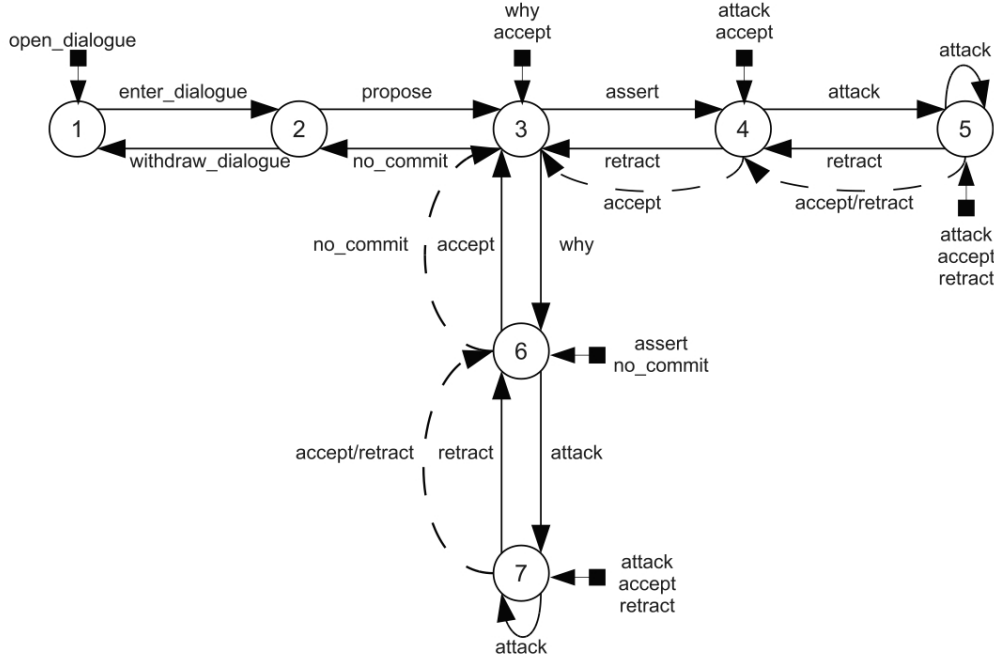 open_dialogue
why
accept
attack
accept
attack
enter_dialogue
propose
assert
attack
1
2
3
4
5
withdraw_dialogue
no_commit
retract
retract
accept
accept/retract
attack
accept
retract
no_commit
accept
why
6
assert
no_commit
accept/retract
retract
attack
7
attack
accept
retract
attack